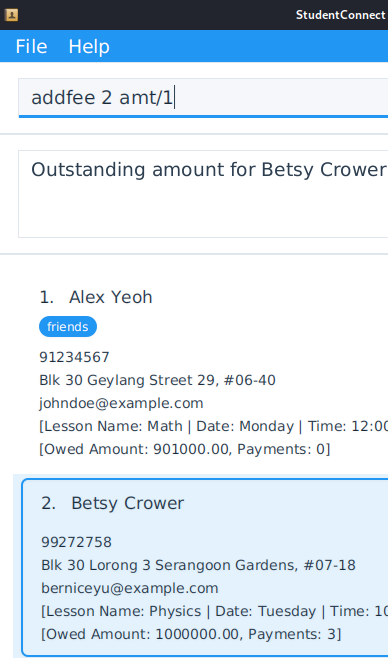 StudentConnect
File Help
addfee 2 amt/1
Outstanding amount for Betsy Crower
1. Alex Yeoh
friends
91234567
Blk 30 Geylang Street 29, #06-40
johndoe@example.com
[Lesson Name: Math | Date: Monday | Time: 12:00
[Owed Amount: 901000.00, Payments: 0]
2. Betsy Crower
99272758
Blk 30 Lorong 3 Serangoon Gardens, #07-18
berniceyu@example.com
[Lesson Name: Physics | Date: Tuesday | Time: 10
[Owed Amount: 1000000.00, Payments: 3]